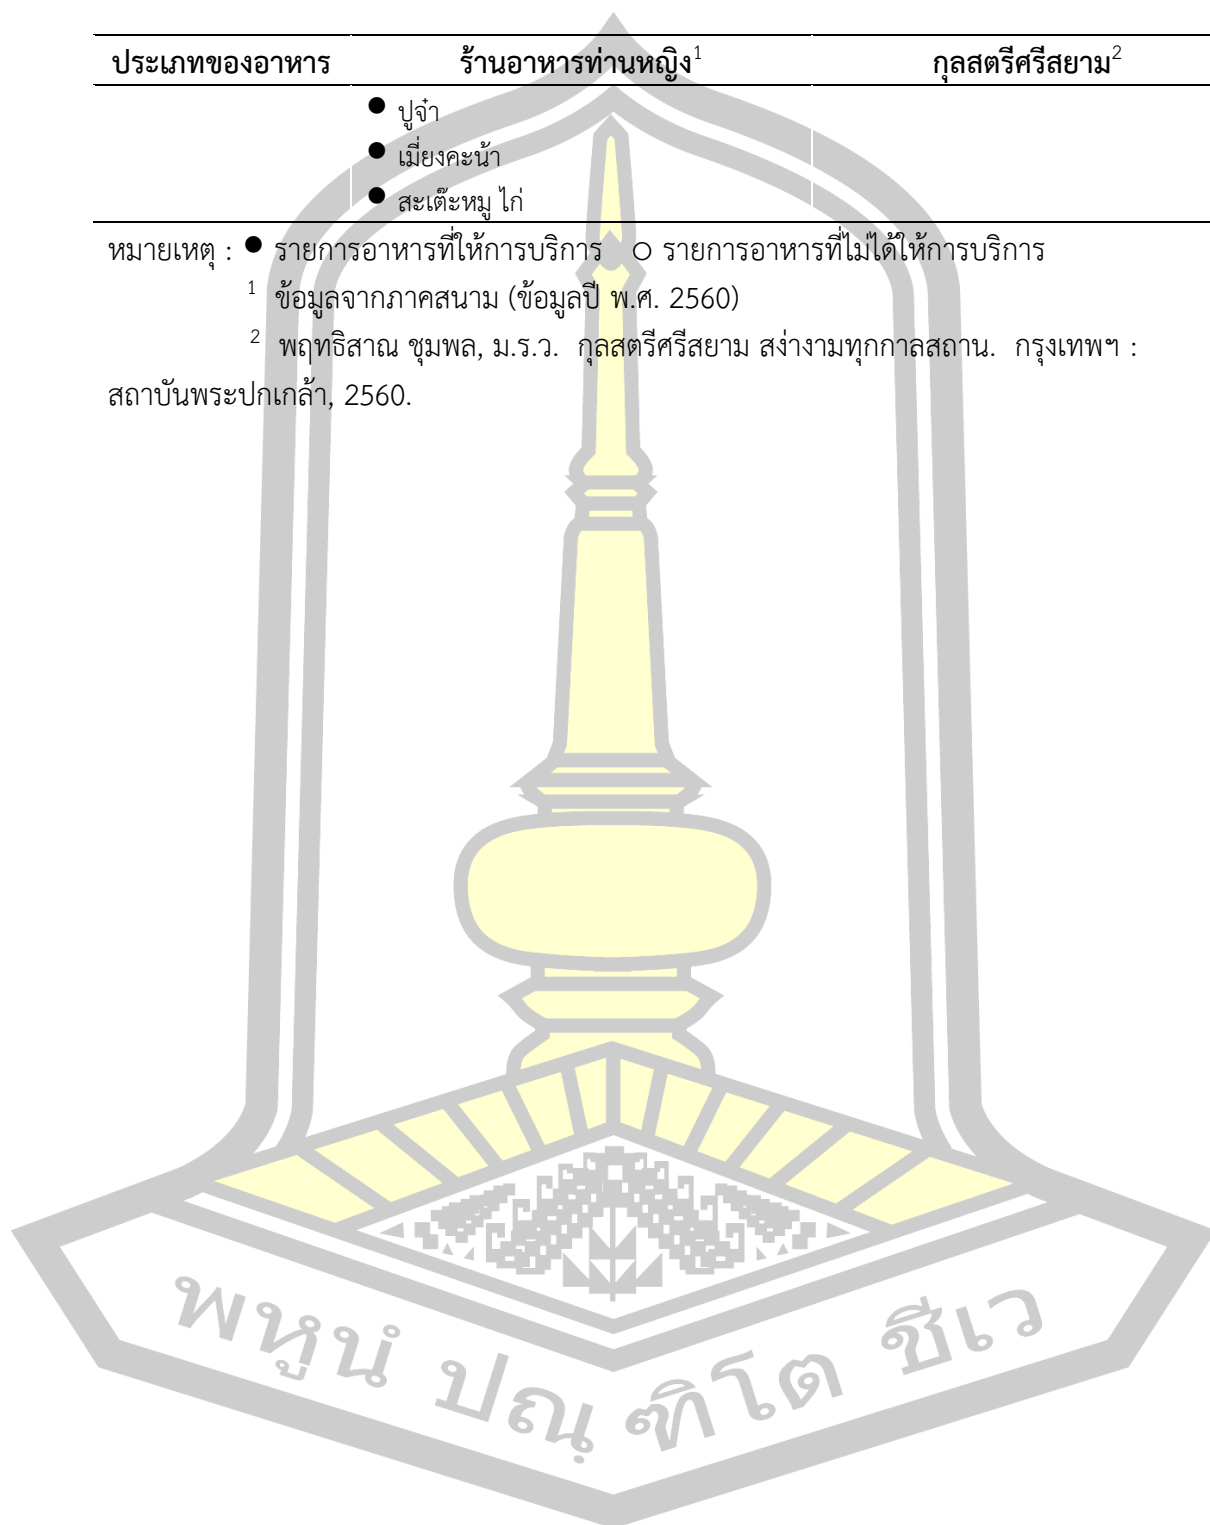 ประเภทของอาหาร ร้านอาหารท่านหญิง1 กุลสตรีศรีสยาม2
● ปูจ๋า
● เมี่ยงคะน้า
● สะเต๊ะหมู ไก่
หมายเหตุ : ● รายการอาหารที่ให้การบริการ ○ รายการอาหารที่ไม่ได้ให้การบริการ
1 ข้อมูลจากภาคสนาม (ข้อมูลปี พ.ศ. 2560)
2 พฤทธิสาณ ชุมพล, ม.ร.ว. กุลสตรีศรีสยาม สง่างามทุกกาลสถาน. กรุงเทพฯ :
สถาบันพระปกเกล้า, 2560.
พหูนํ ปณฺฑิโต ชีเว